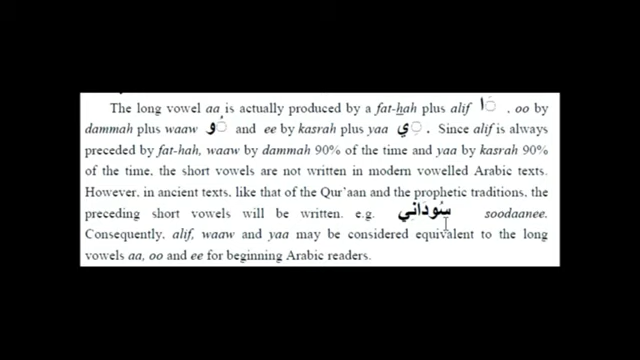 The long vowel aa is actually produced by a fat-hah plus alif ـَا , oo by
dammah plus waaw ـُو and ee by kasrah plus yaa ـِي . Since alif is always
preceded by fat-hah, waaw by dammah 90% of the time and yaa by kasrah 90%
of the time, the short vowels are not written in modern vowelled Arabic texts.
However, in ancient texts, like that of the Qur'aan and the prophetic traditions, the
preceding short vowels will be written. e.g. سُودَانِي soodaanee.
Consequently, alif, waaw and yaa may be considered equivalent to the long
vowels aa, oo and ee for beginning Arabic readers.